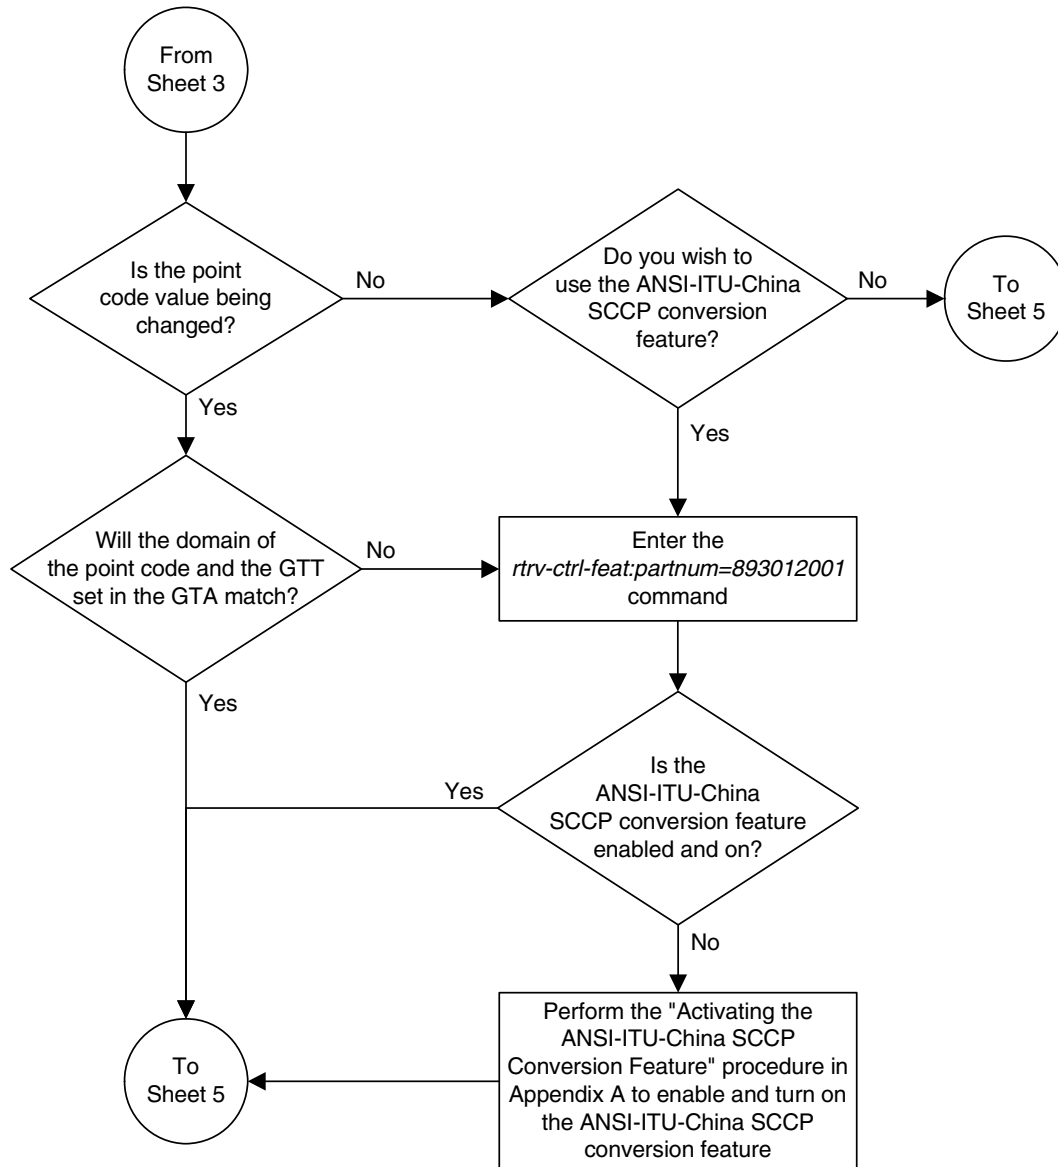 From
Sheet 3
Is the point
code value being
changed?
No
Do you wish to
use the ANSI-ITU-China
SCCP conversion
feature?
No
To
Sheet 5
Yes
Yes
Will the domain of
the point code and the GTT
set in the GTA match?
No
Enter the
rtrv-ctrl-feat:partnum=893012001
command
Yes
Yes
Is the
ANSI-ITU-China
SCCP conversion feature
enabled and on?
No
Perform the "Activating the
ANSI-ITU-China SCCP
Conversion Feature" procedure in
Appendix A to enable and turn on
the ANSI-ITU-China SCCP
conversion feature
To
Sheet 5